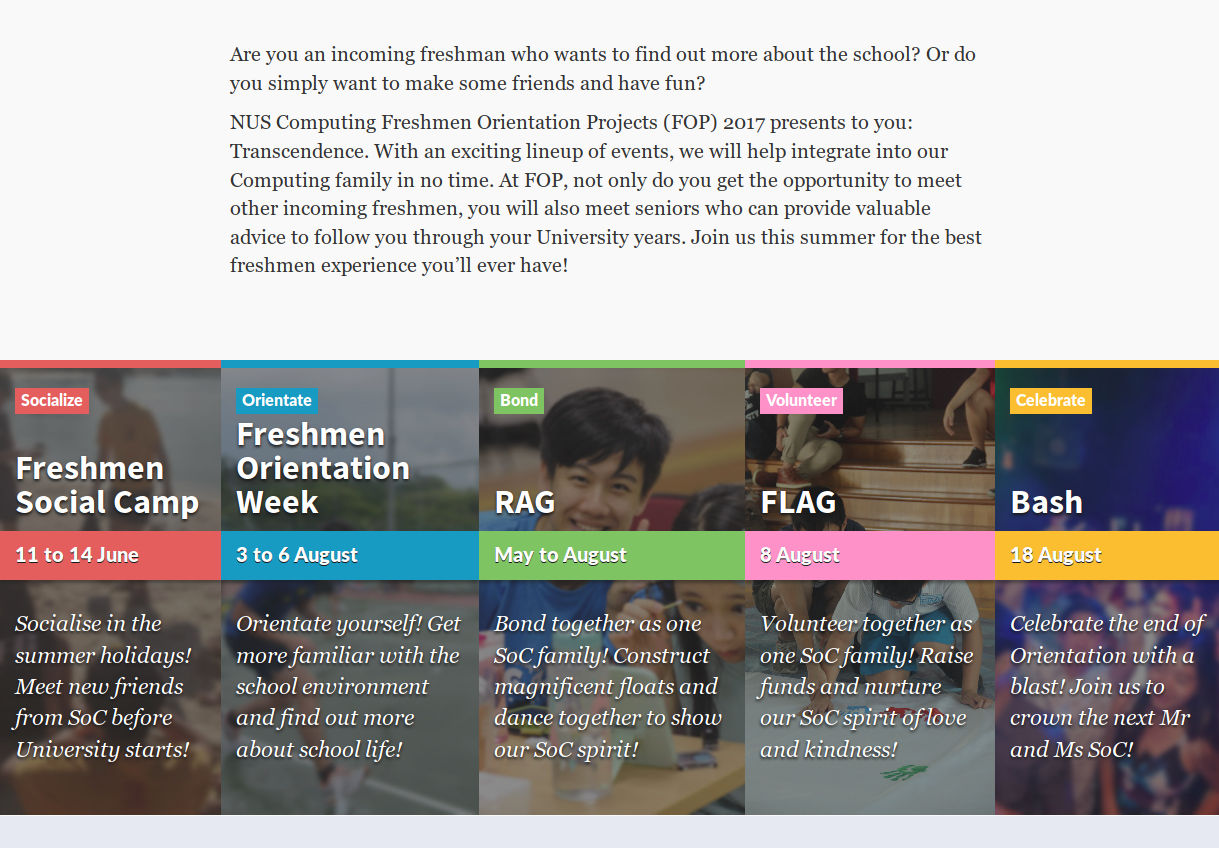 Are you an incoming freshman who wants to find out more about the school? Or do
you simply want to make some friends and have fun?
NUS Computing Freshmen Orientation Projects (FOP) 2017 presents to you:
Transcendence. With an exciting lineup of events, we will help integrate into our
Computing family in no time. At FOP, not only do you get the opportunity to meet
other incoming freshmen, you will also meet seniors who can provide valuable
advice to follow you through your University years. Join us this summer for the best
freshmen experience you’ll ever have!
Socialize
Freshmen
Social Camp
11 to 14 June
Socialise in the
summer holidays!
Meet new friends
from SoC before
University starts!
Orientate
Freshmen
Orientation
Week
3 to 6 August
Orientate yourself! Get
more familiar with the
school environment
and find out more
about school life!
Bond
RAG
May to August
Bond together as one
SoC family! Construct
magnificent floats and
dance together to show
our SoC spirit!
Volunteer
FLAG
8 August
Volunteer together as
one SoC family! Raise
funds and nurture
our SoC spirit of love
and kindness!
Celebrate
Bash
18 August
Celebrate the end of
Orientation with a
blast! Join us to
crown the next Mr
and Ms SoC!